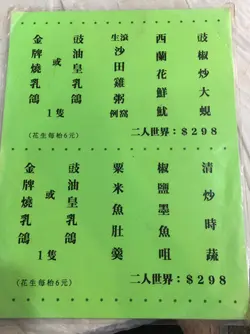 豉椒炒大蜆
西蘭花鮮魷
生滾沙田雞粥例窩
豉油皇乳鴿
或
金牌燒乳鴿
1隻
(花生每枱6元)
二人世界：$298
清炒時蔬
椒鹽墨魚咀
粟米魚肚羹
豉油皇乳鴿
或
金牌燒乳鴿
1隻
(花生每枱6元)
二人世界：$298